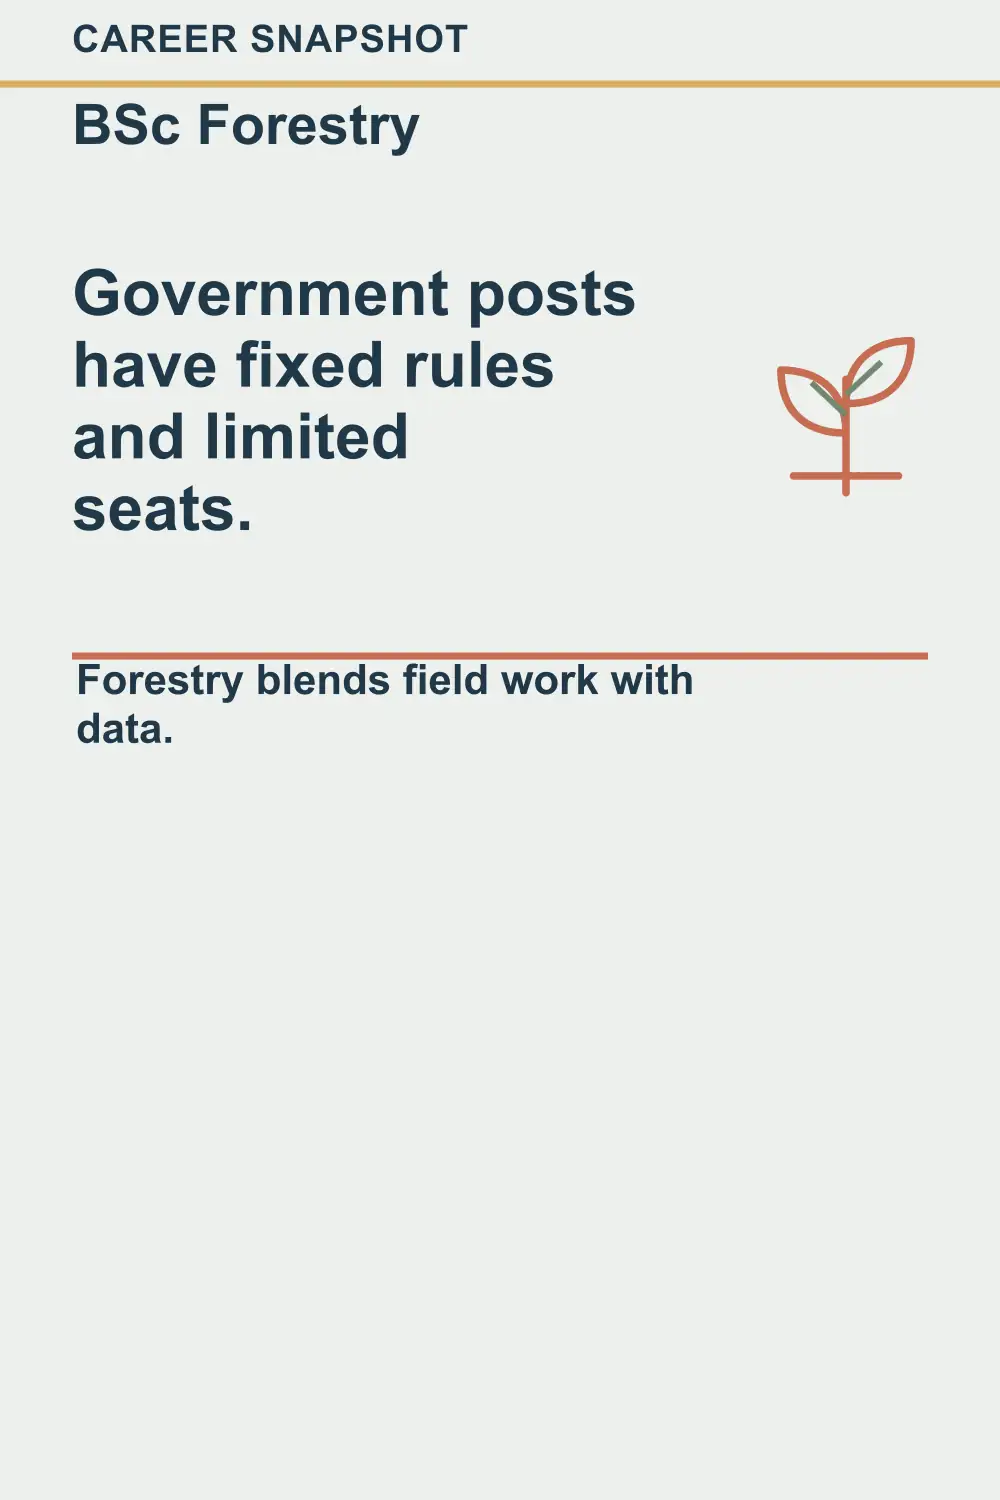 CAREER SNAPSHOT
BSc Forestry
Government posts
have fixed rules
and limited
seats.
Forestry blends field work with
data.